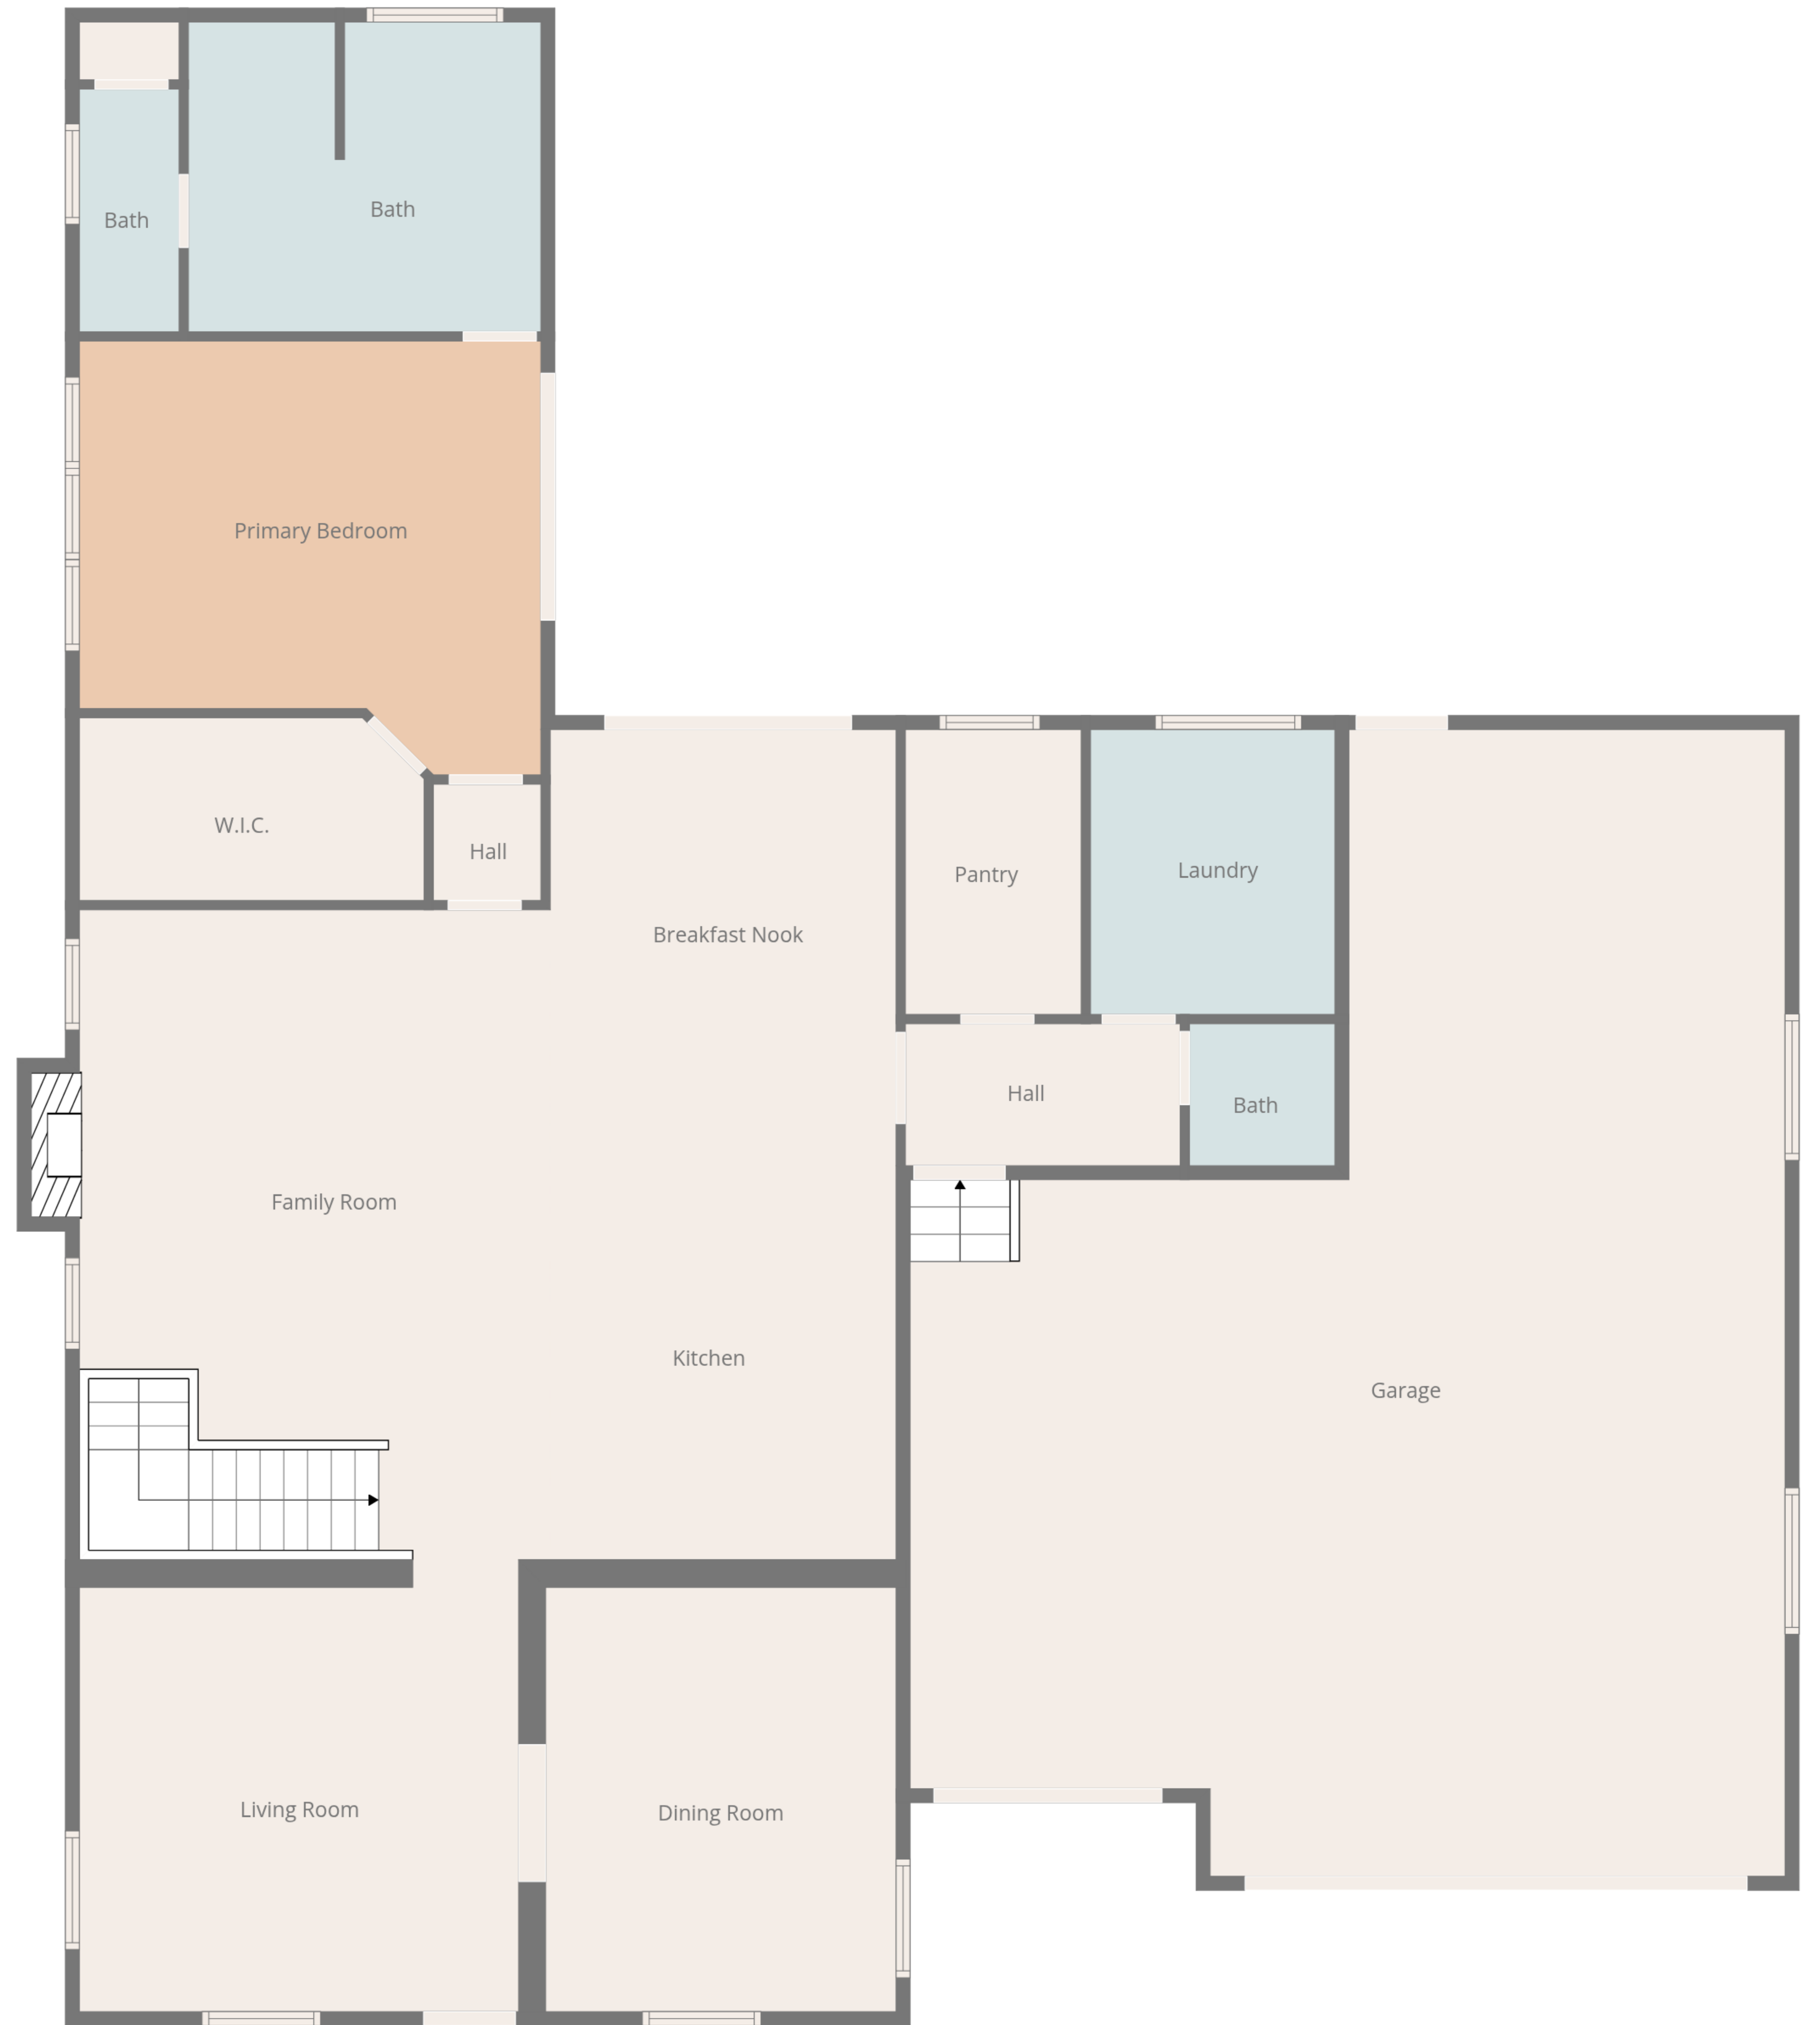 Bath
Bath
Primary Bedroom
W.I.C.
Hall
Pantry
Laundry
Breakfast Nook
Hall
Bath
Family Room
Kitchen
Garage
Living Room
Dining Room